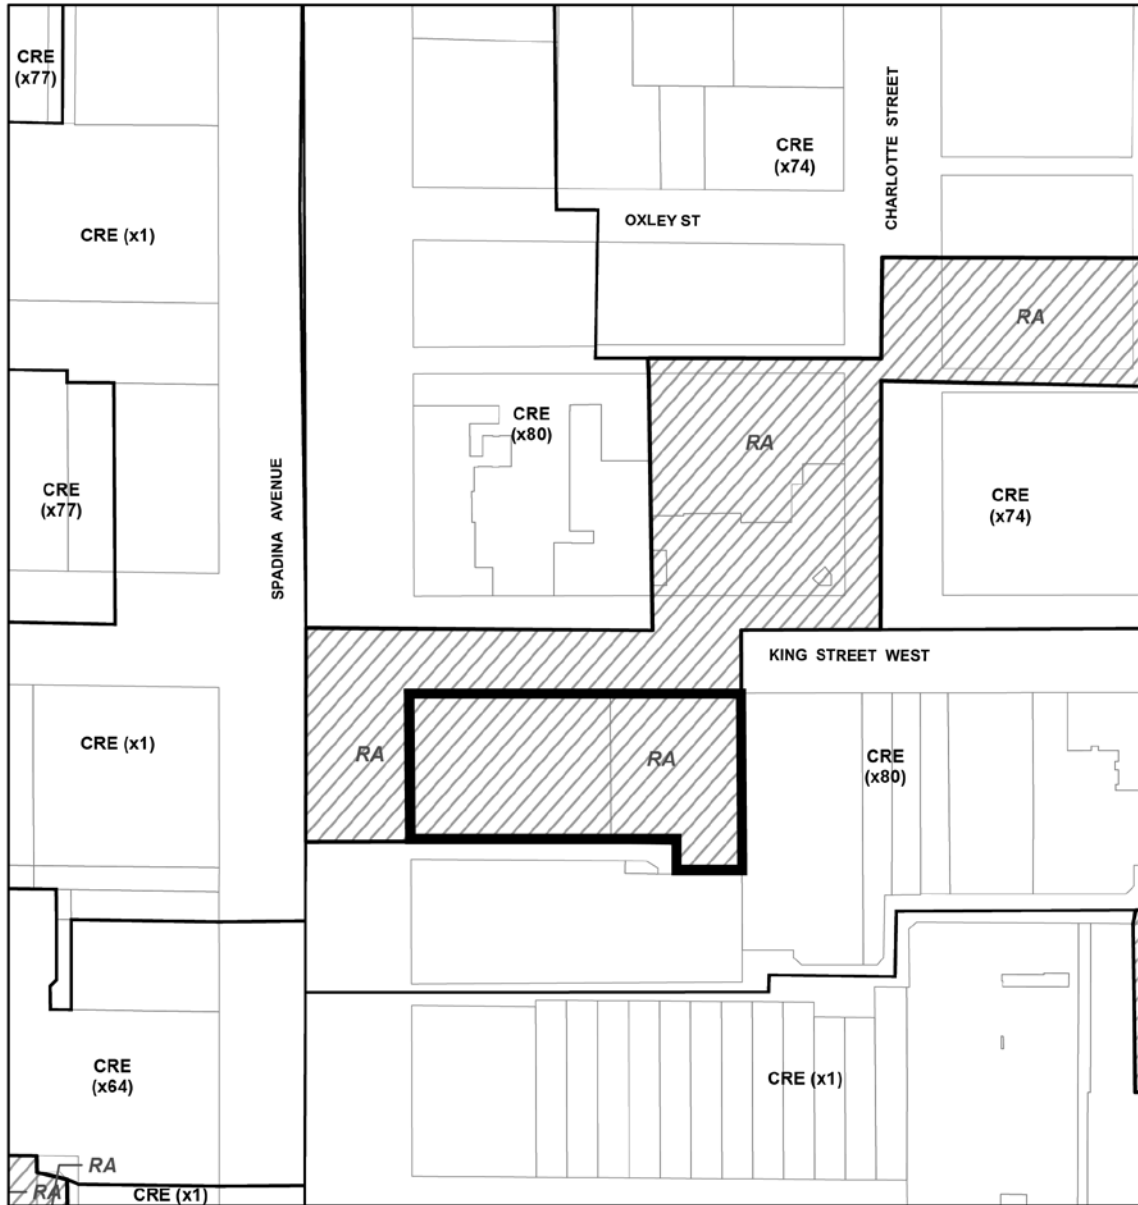 CRE
(x77)
CRE
(x74)
CHARLOTTE STREET
OXLEY ST
CRE (x1)
RA
CRE
(x80)
RA
SPADINA AVENUE
CRE
(x77)
CRE
(x74)
KING STREET WEST
CRE (x1)
RA
RA
CRE
(x80)
CRE
(x64)
CRE (x1)
RA
RA
CRE (x1)